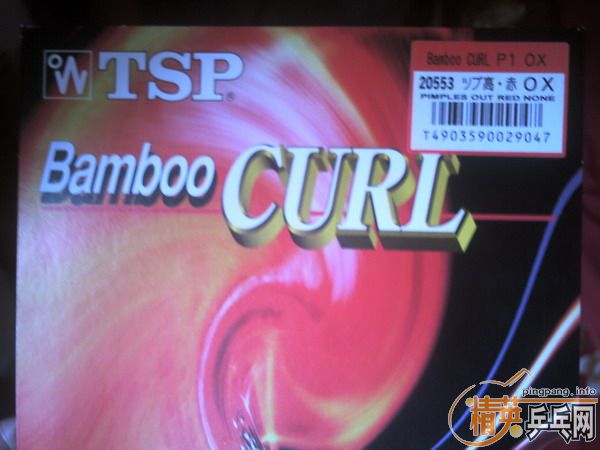 TSP®
Bamboo CURL P1 OX
20553 ツブ高・赤 OX
PIMPLES OUT RED NONE
T4903590029047
Bamboo CURL
pingpang.info
精英乒乓网